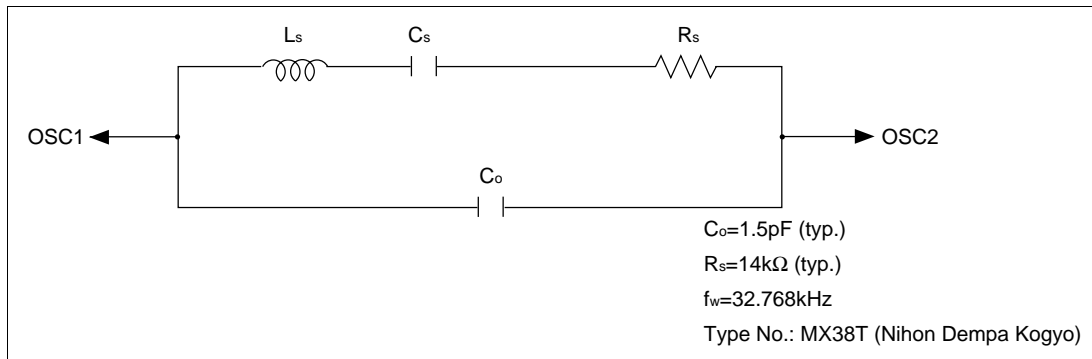 Ls
Cs
Rs
OSC1
OSC2
Co
Co=1.5pF (typ.)
Rs=14kΩ (typ.)
fw=32.768kHz
Type No.: MX38T (Nihon Dempa Kogyo)